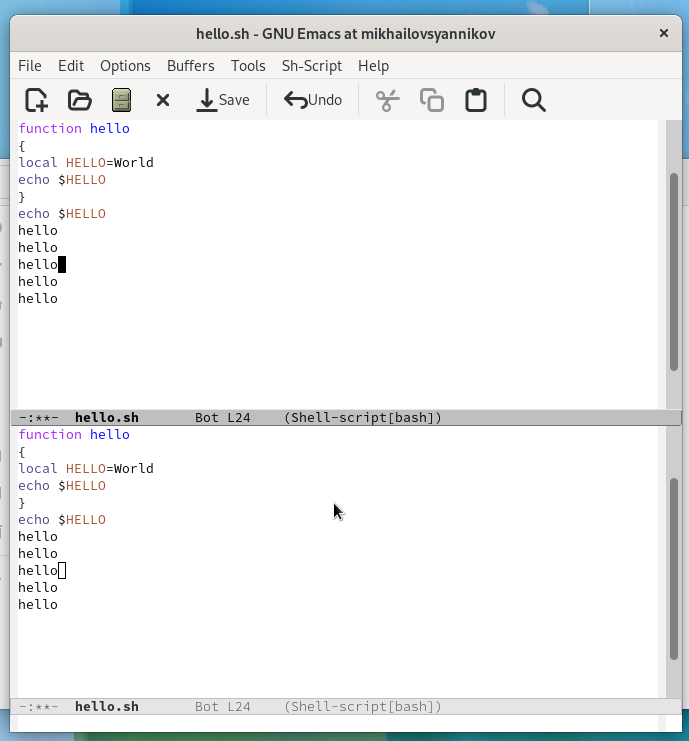 hello.sh - GNU Emacs at mikhailovsyannikov
File Edit Options Buffers Tools Sh-Script Help
Save Undo
function hello
{
local HELLO=World
echo $HELLO
}
echo $HELLO
hello
hello
hello
hello
hello
-:**- hello.sh Bot L24 (Shell-script[bash])
function hello
{
local HELLO=World
echo $HELLO
}
echo $HELLO
hello
hello
hello
hello
hello
-:**- hello.sh Bot L24 (Shell-script[bash])